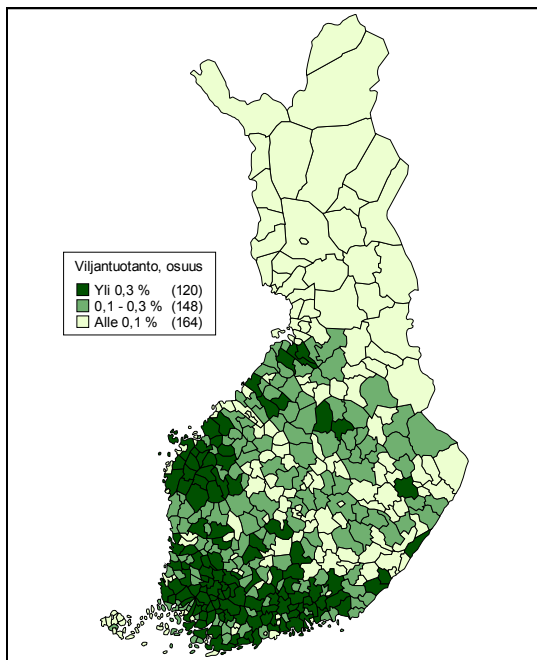 Viljantuotanto, osuus
Yli 0,3 % (120)
0,1 - 0,3 % (148)
Alle 0,1 % (164)